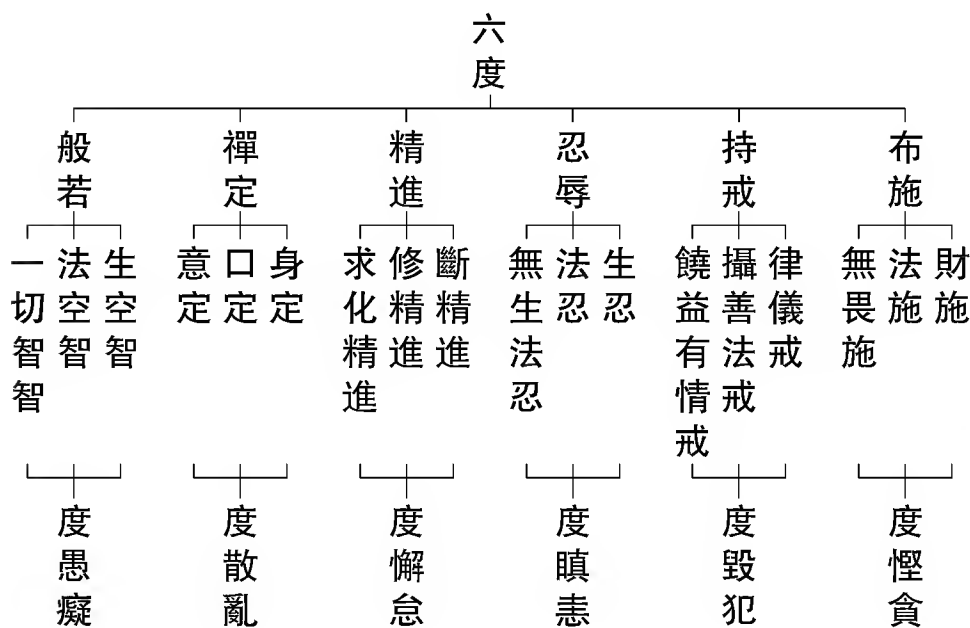 六度
布施
持戒
忍辱
精進
禪定
般若
財施
法施
無畏施
律儀戒
攝善法戒
饒益有情戒
生忍
法忍
無生法忍
斷精進
修精進
求化精進
身定
口定
意定
生空智
法空智
一切智智
度慳貪
度毀犯
度瞋恚
度懈怠
度散亂
度愚癡